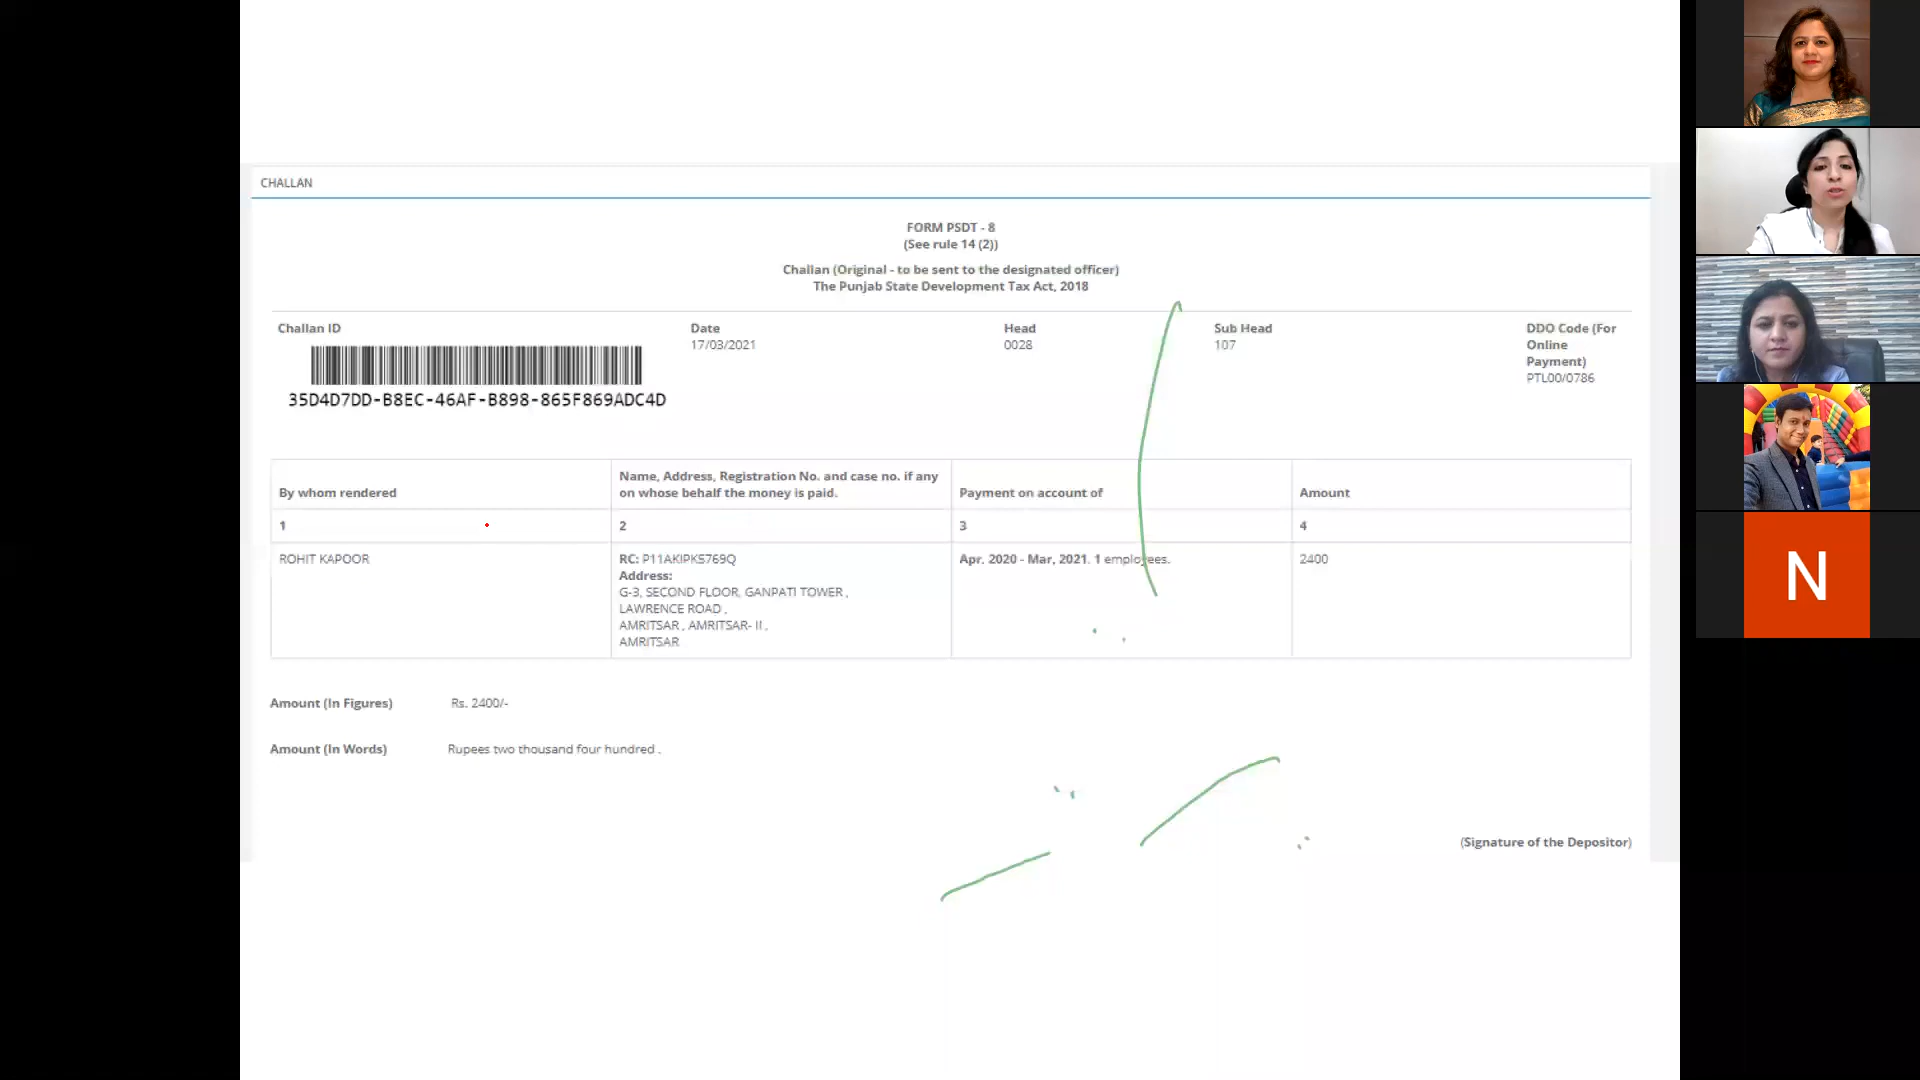 CHALLAN
FORM PSDT - 8
(See rule 14 (2))
Challan (Original - to be sent to the designated officer)
The Punjab State Development Tax Act, 2018
Challan ID
35D4D7DD-B8EC-46AF-B898-865F869ADC4D
Date
17/03/2021
Head
0028
Sub Head
107
DDO Code (For
Online
Payment)
PTL00/0786
By whom rendered
Name, Address, Registration No. and case no. if any
on whose behalf the money is paid.
Payment on account of
Amount
1
2
3
4
ROHIT KAPOOR
RC: P11AKIPK5769Q
Address:
G-3, SECOND FLOOR, GANPATI TOWER ,
LAWRENCE ROAD ,
AMRITSAR , AMRITSAR- II ,
AMRITSAR
Apr, 2020 - Mar, 2021. 1 employees.
2400
Amount (In Figures) Rs. 2400/-
Amount (In Words) Rupees two thousand four hundred .
(Signature of the Depositor)
N